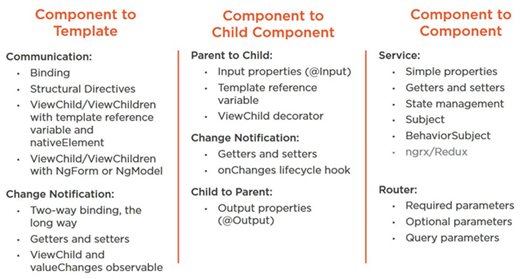 Component to
Template
Communication:
• Binding
• Structural Directives
• ViewChild/ViewChildren
with template reference
variable and
nativeElement
• ViewChild/ViewChildren
with NgForm or NgModel
Change Notification:
• Two-way binding, the
long way
• Getters and setters
• ViewChild and
valueChanges observable
Component to
Child Component
Parent to Child:
• Input properties (@Input)
• Template reference
variable
• ViewChild decorator
Change Notification:
• Getters and setters
• onChanges lifecycle hook
Child to Parent:
• Output properties
(@Output)
Component to
Component
Service:
• Simple properties
• Getters and setters
• State management
• Subject
• BehaviorSubject
• ngrx/Redux
Router:
• Required parameters
• Optional parameters
• Query parameters